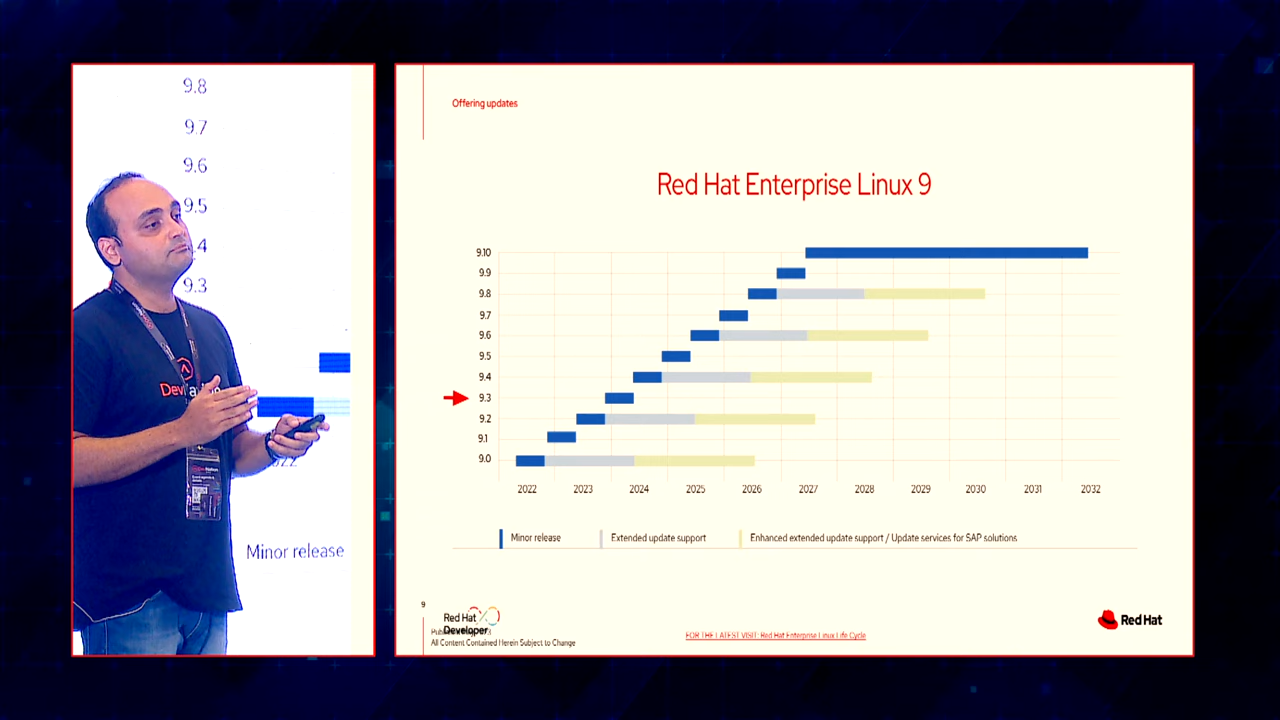 9.8
9.7
9.6
9.5
.4
9.3
Minor release
Offering updates
Red Hat Enterprise Linux 9
9.10
9.9
9.8
9.7
9.6
9.5
9.4
9.3
9.2
9.1
9.0
2022 2023 2024 2025 2026 2027 2028 2029 2030 2031 2032
Minor release Extended update support Enhanced extended update support / Update services for SAP solutions
9
Red Hat
Developer
All Content Contained Herein Subject to Change
FOR THE LATEST VISIT: Red Hat Enterprise Linux Life Cycle
Red Hat